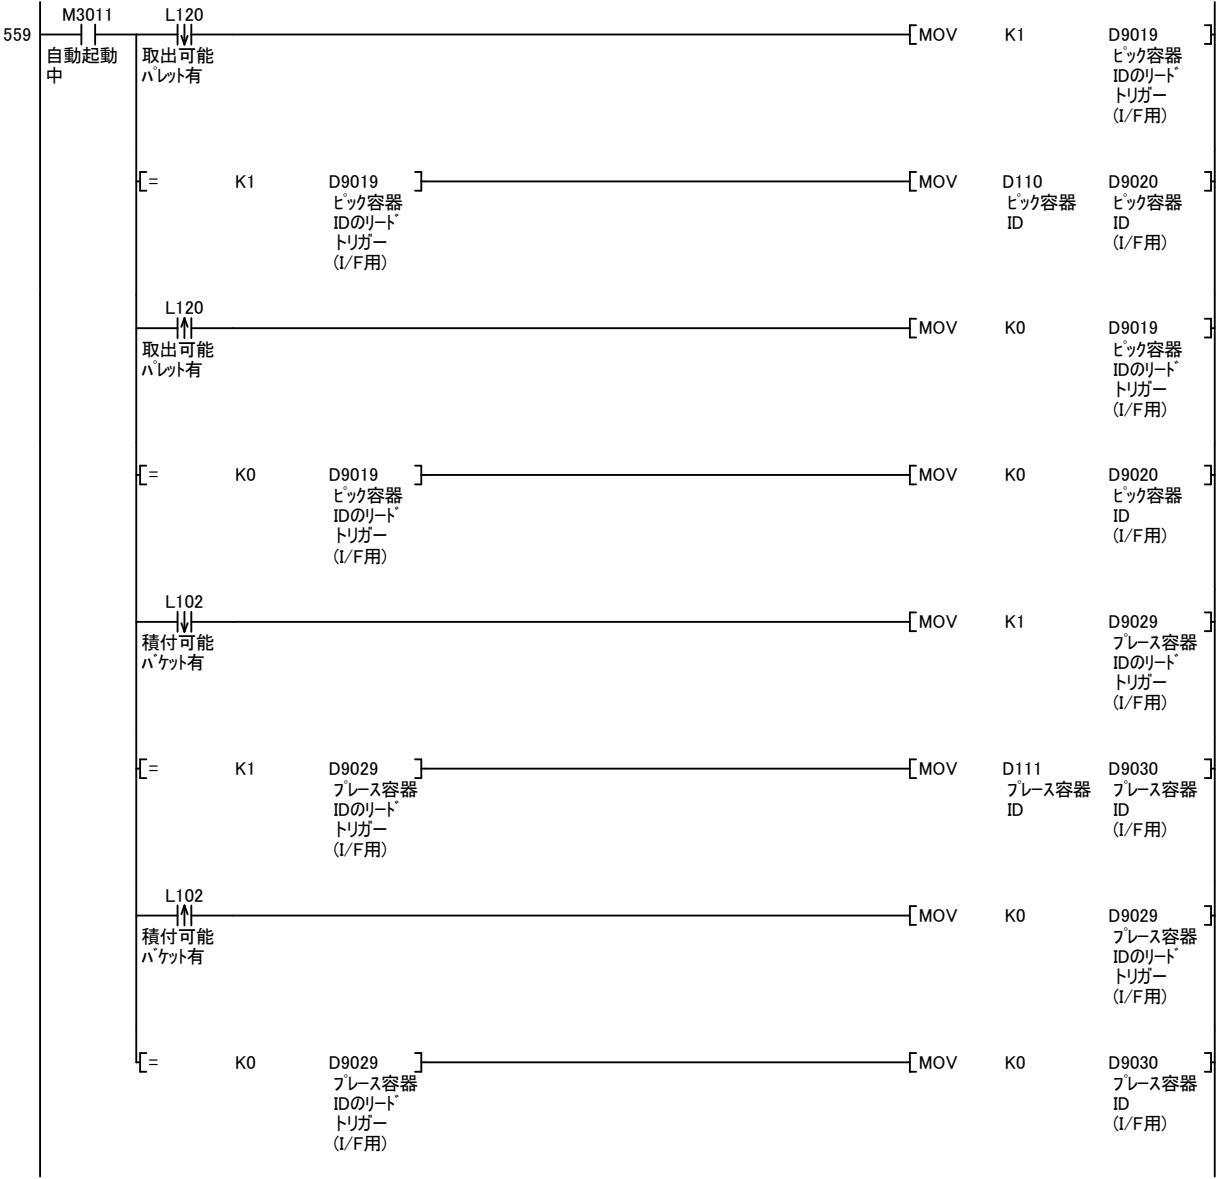 M3011 L120
559 [MOV K1 D9019 ]
自動起動 取出可能 ピック容器
中 パレット有 IDのリード
トリガー
(I/F用)
[= K1 D9019 ] [MOV D110 D9020 ]
ピック容器 ピック容器 ピック容器
IDのリード ID ID
トリガー (I/F用)
(I/F用)
L120
[MOV K0 D9019 ]
取出可能 ピック容器
パレット有 IDのリード
トリガー
(I/F用)
[= K0 D9019 ] [MOV K0 D9020 ]
ピック容器 ピック容器
IDのリード ID
トリガー (I/F用)
(I/F用)
L102
[MOV K1 D9029 ]
積付可能 プレース容器
バケット有 IDのリード
トリガー
(I/F用)
[= K1 D9029 ] [MOV D111 D9030 ]
プレース容器 プレース容器 プレース容器
IDのリード ID ID
トリガー (I/F用)
(I/F用)
L102
[MOV K0 D9029 ]
積付可能 プレース容器
バケット有 IDのリード
トリガー
(I/F用)
[= K0 D9029 ] [MOV K0 D9030 ]
プレース容器 プレース容器
IDのリード ID
トリガー (I/F用)
(I/F用)